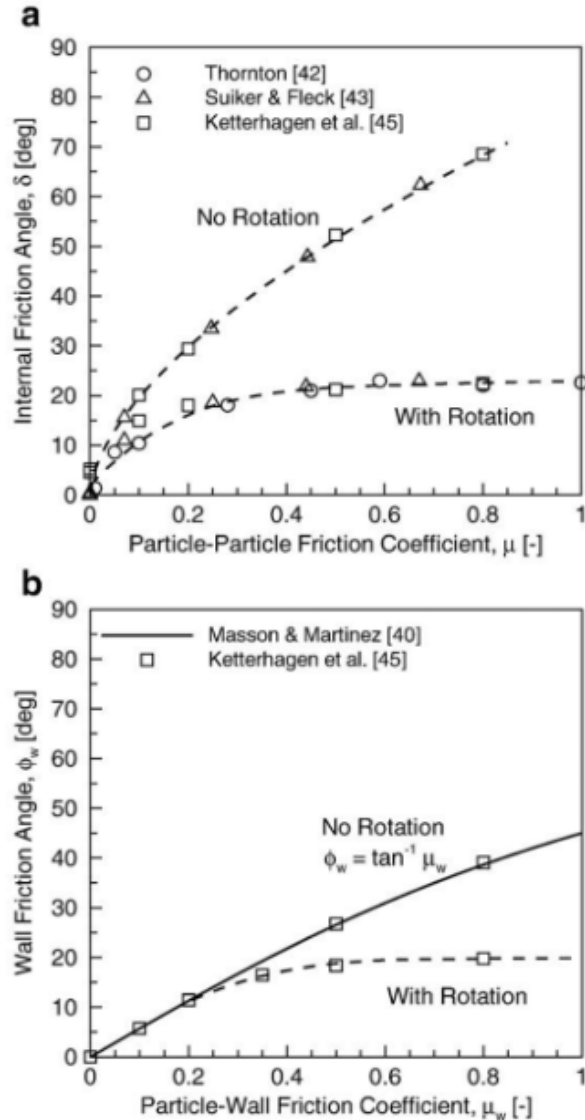 a
90
80
70
60
50
40
30
20
10
0
Internal Friction Angle, δ [deg]
Thornton [42]
Suiker & Fleck [43]
Ketterhagen et al. [45]
No Rotation
With Rotation
0 0.2 0.4 0.6 0.8 1
Particle-Particle Friction Coefficient, μ [-]
b
90
80
70
60
50
40
30
20
10
0
Wall Friction Angle, ϕw [deg]
Masson & Martinez [40]
Ketterhagen et al. [45]
No Rotation
ϕw = tan⁻¹ μw
With Rotation
0 0.2 0.4 0.6 0.8 1
Particle-Wall Friction Coefficient, μw [-]